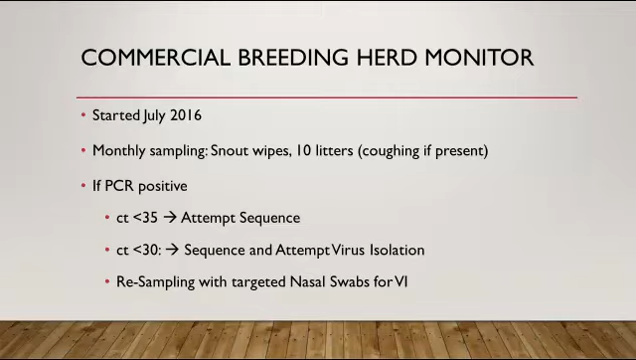 COMMERCIAL BREEDING HERD MONITOR
• Started July 2016
• Monthly sampling: Snout wipes, 10 litters (coughing if present)
• If PCR positive
• ct <35 → Attempt Sequence
• ct <30: → Sequence and Attempt Virus Isolation
• Re-Sampling with targeted Nasal Swabs for VI